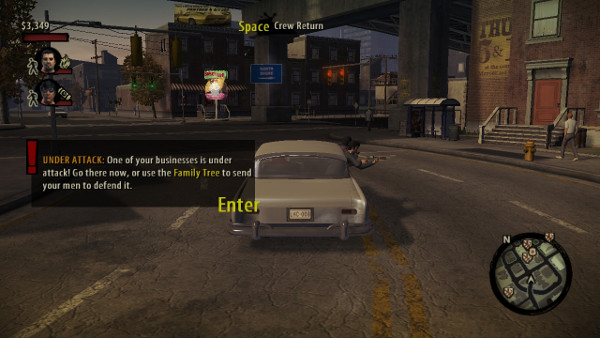 $3,349
Space Crew Return
UNDER ATTACK: One of your businesses is under
attack! Go there now, or use the Family Tree to send
your men to defend it.
Enter
N